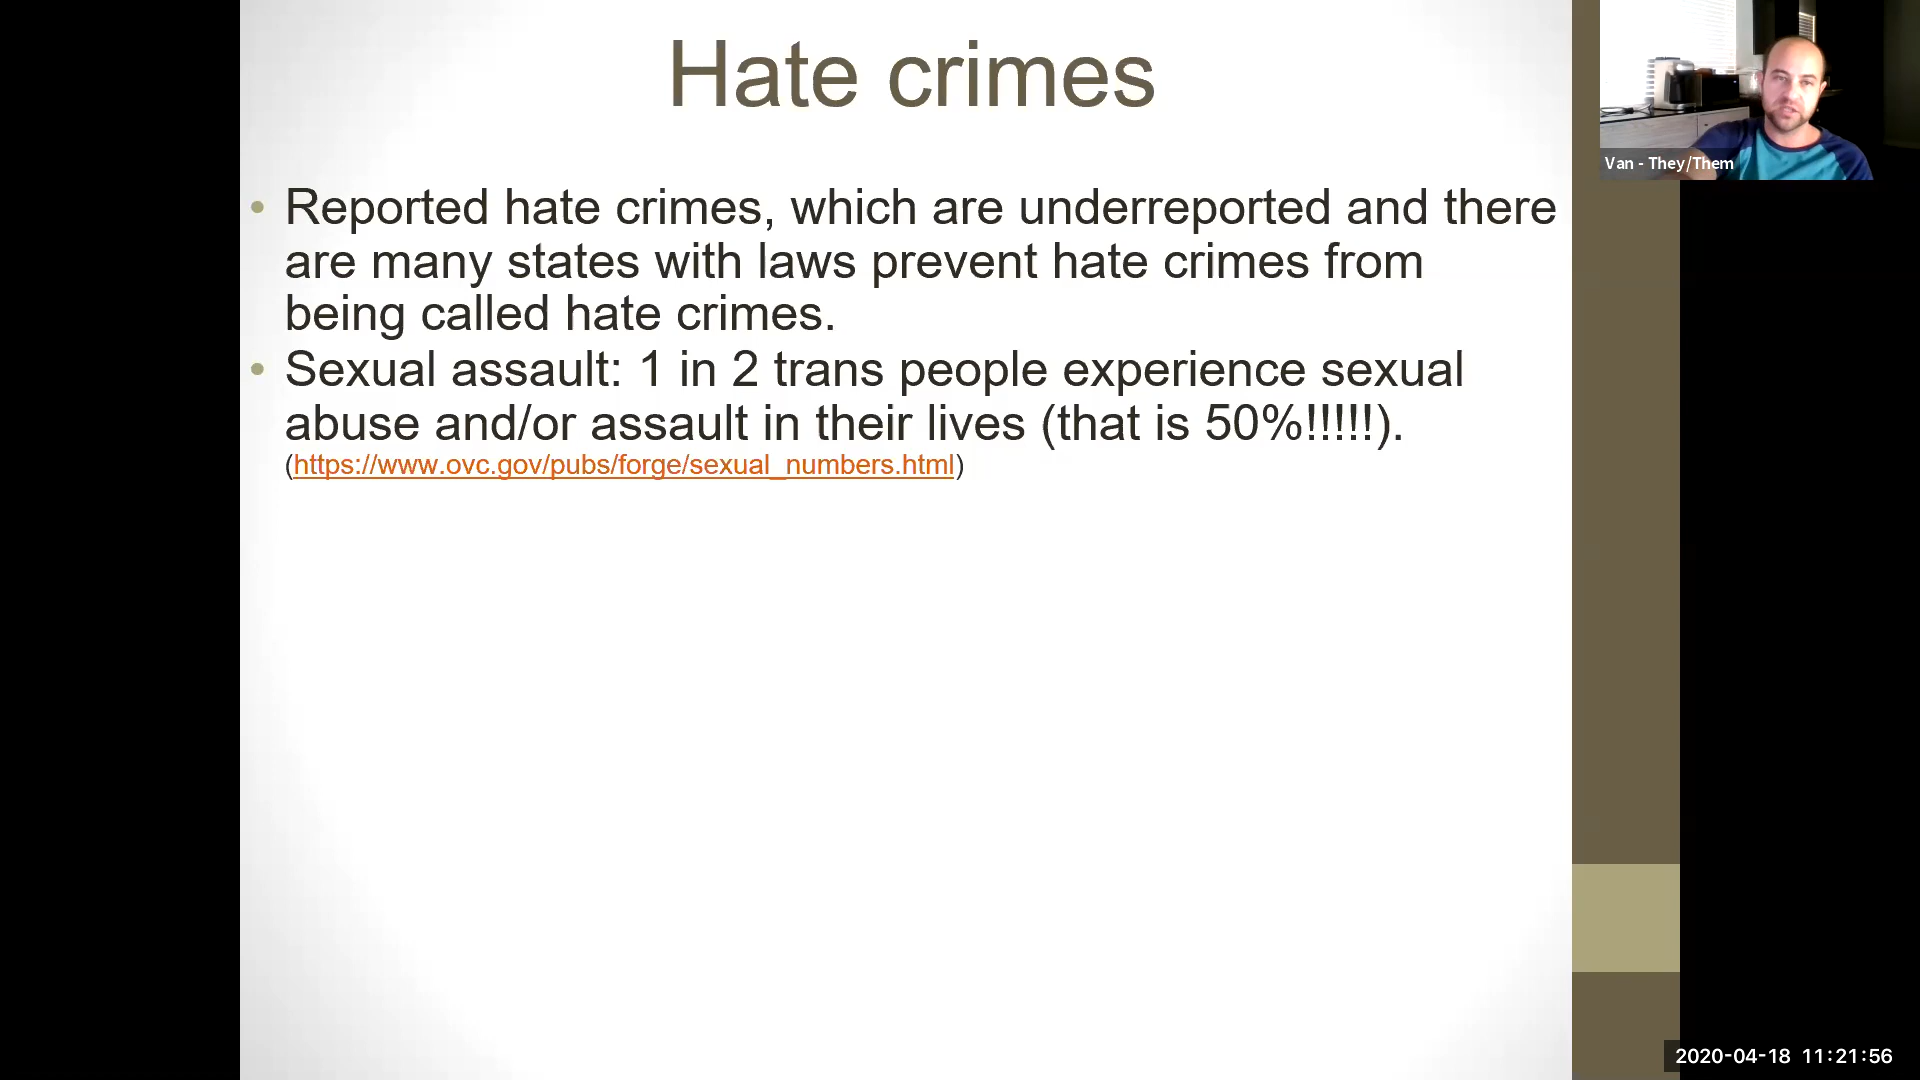 Hate crimes
Van - They/Them
• Reported hate crimes, which are underreported and there
are many states with laws prevent hate crimes from
being called hate crimes.
• Sexual assault: 1 in 2 trans people experience sexual
abuse and/or assault in their lives (that is 50%!!!!!).
(https://www.ovc.gov/pubs/forge/sexual_numbers.html)
2020-04-18 11:21:56